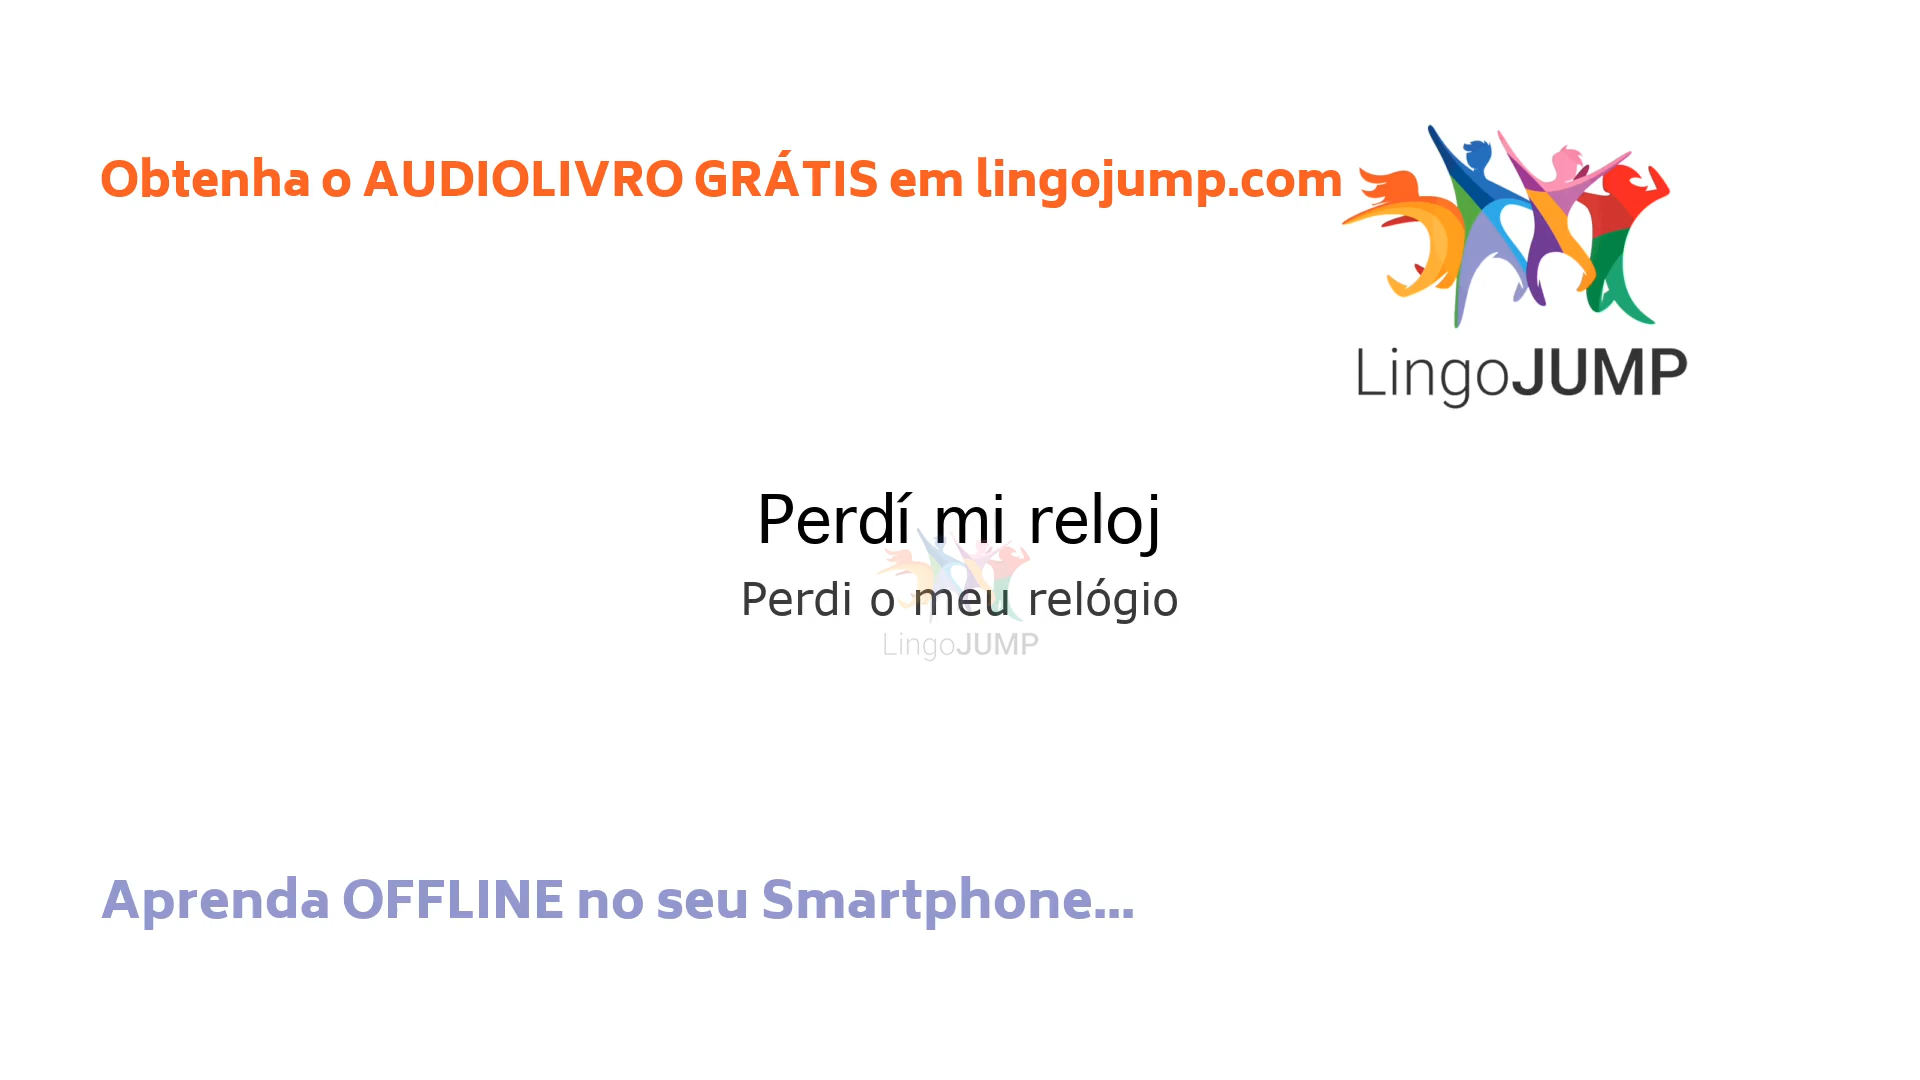 Obtenha o AUDIOLIVRO GRÁTIS em lingojump.com
LingoJUMP
Perdí mi reloj
Perdi o meu relógio
LingoJUMP
Aprenda OFFLINE no seu Smartphone...